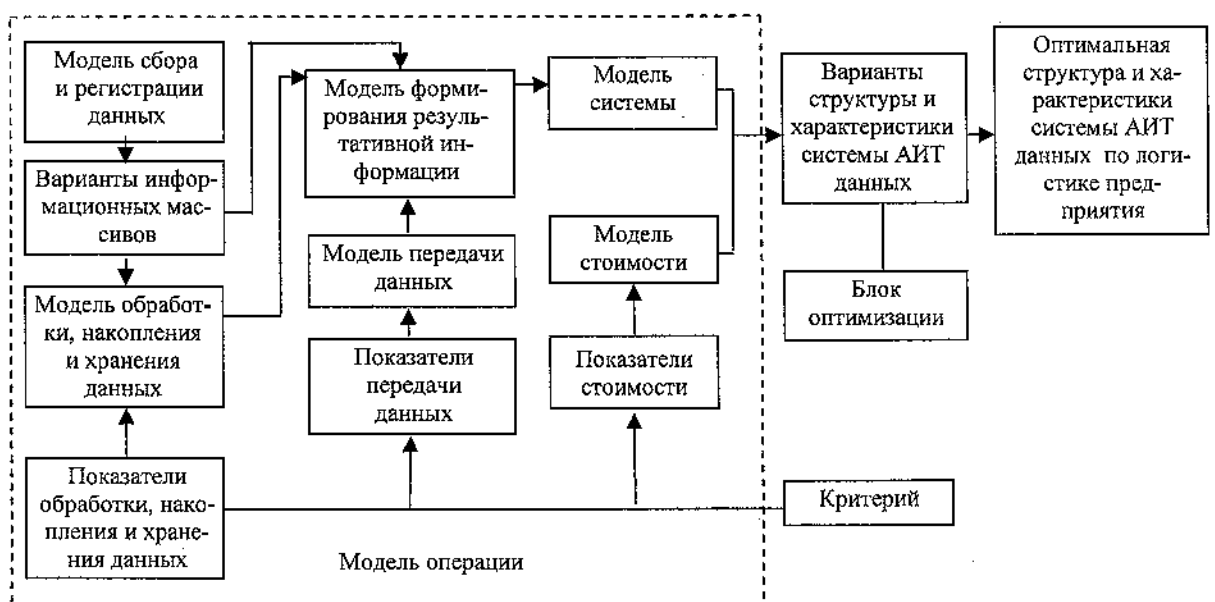 Модель сбора
и регистрации
данных
Варианты инфор-
мационных мас-
сивов
Модель обработ-
ки, накопления
и хранения
данных
Показатели
обработки, нако-
пления и хране-
ния данных
Модель форми-
рования резуль-
тативной ин-
формации
Модель передачи
данных
Показатели
передачи
данных
Модель
системы
Модель
стоимости
Показатели
стоимости
Модель операции
Варианты
структуры и
характеристики
системы АИТ
данных
Блок
оптимизации
Критерий
Оптимальная
структура и ха-
рактеристики
системы АИТ
данных по логи-
стике пред-
приятия